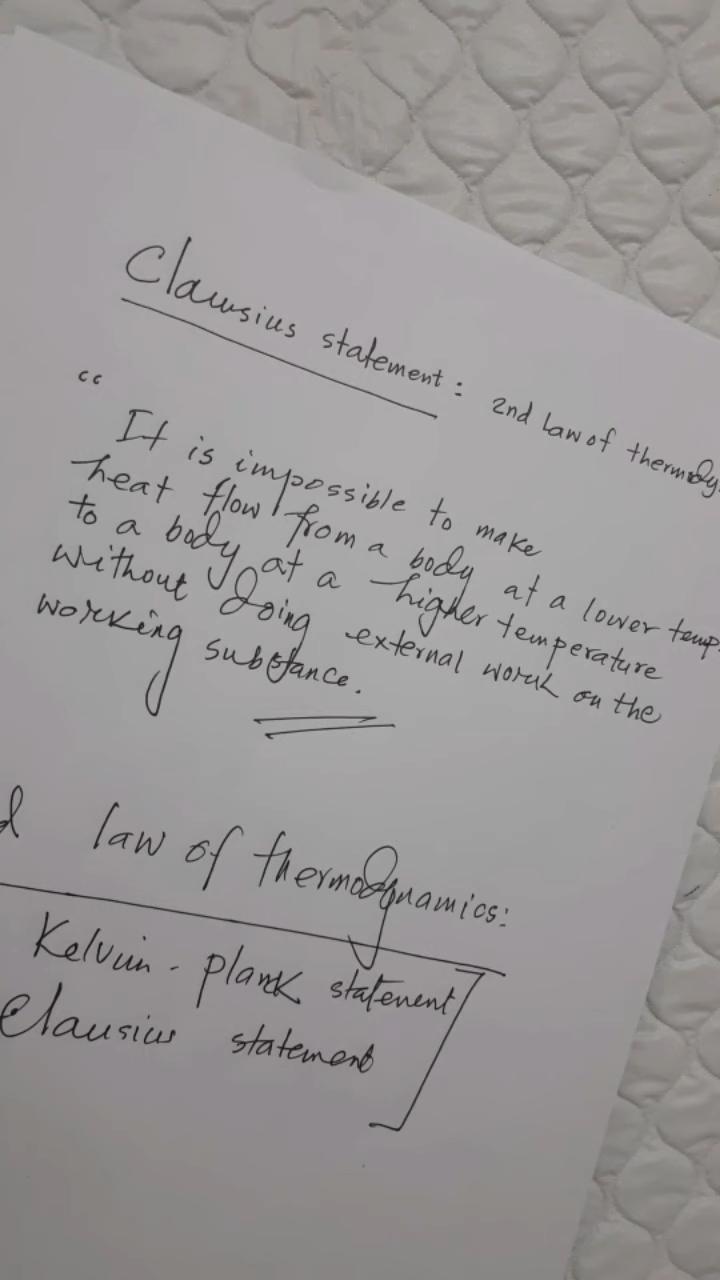 Clausius statement: 2nd law of thermody
“ It is impossible to make
heat flow from a body at a lower temp.
to a body at a higher temperature
without doing external work on the
working substance.
d law of thermodynamics:
Kelvin - plank statement
Clausius statement